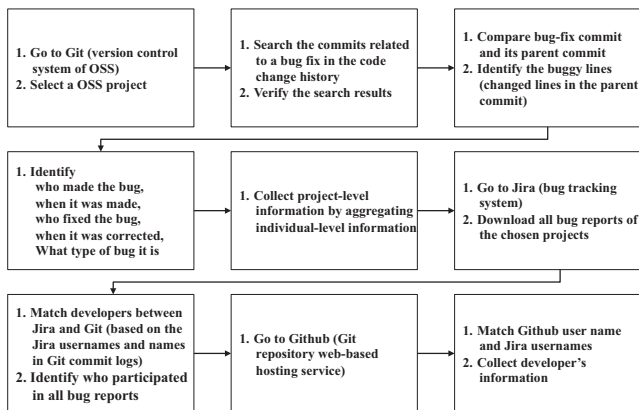 1. Go to Git (version control
system of OSS)
2. Select a OSS project
1. Search the commits related
to a bug fix in the code
change history
2. Verify the search results
1. Compare bug-fix commit
and its parent commit
2. Identify the buggy lines
(changed lines in the parent
commit)
1. Identify
who made the bug,
when it was made,
who fixed the bug,
when it was corrected,
What type of bug it is
1. Collect project-level
information by aggregating
individual-level information
1. Go to Jira (bug tracking
system)
2. Download all bug reports of
the chosen projects
1. Match developers between
Jira and Git (based on the
Jira usernames and names
in Git commit logs)
2. Identify who participated
in all bug reports
1. Go to Github (Git
repository web-based
hosting service)
1. Match Github user name
and Jira usernames
2. Collect developer's
information